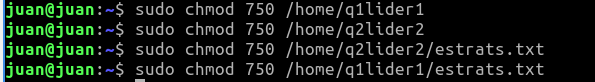 juan@juan:~$ sudo chmod 750 /home/q1lider1
juan@juan:~$ sudo chmod 750 /home/q2lider2
juan@juan:~$ sudo chmod 750 /home/q2lider2/estrats.txt
juan@juan:~$ sudo chmod 750 /home/q1lider1/estrats.txt